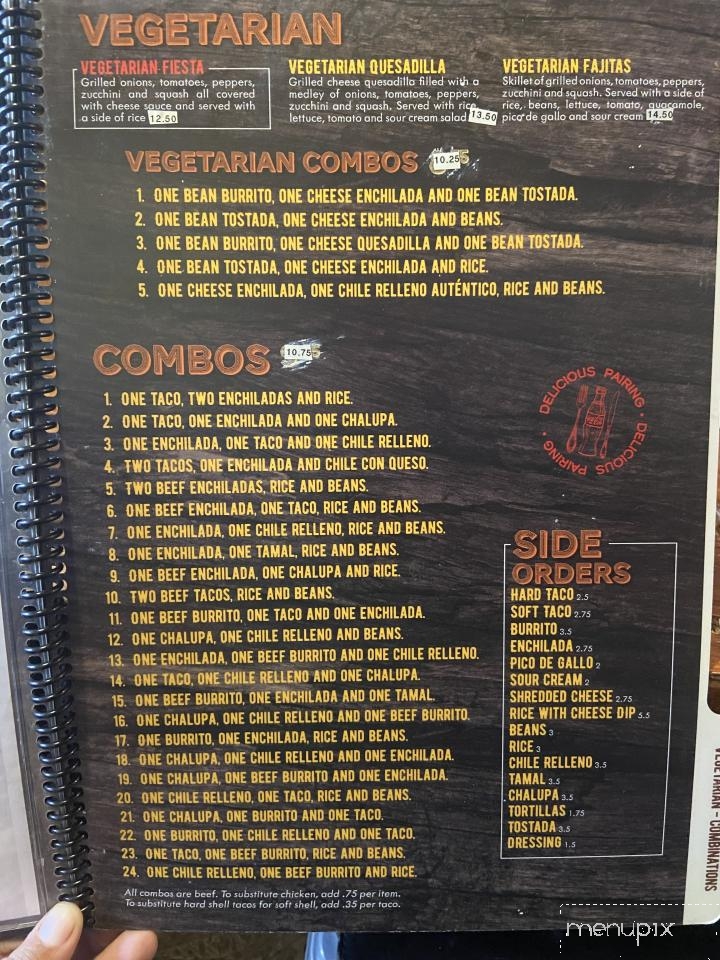 VEGETARIAN
VEGETARIAN FIESTA
Grilled onions, tomatoes, peppers,
zucchini and squash all covered
with cheese sauce and served with
a side of rice 12.50
VEGETARIAN QUESADILLA
Grilled cheese quesadilla filled with a
medley of onions, tomatoes, peppers,
zucchini and squash. Served with rice,
lettuce, tomato and sour cream salad 13.50
VEGETARIAN FAJITAS
Skillet of grilled onions, tomatoes, peppers,
zucchini and squash. Served with a side of
rice, beans, lettuce, tomato, guacamole,
pico de gallo and sour cream 14.50
VEGETARIAN COMBOS 10.25
1. ONE BEAN BURRITO, ONE CHEESE ENCHILADA AND ONE BEAN TOSTADA.
2. ONE BEAN TOSTADA, ONE CHEESE ENCHILADA AND BEANS.
3. ONE BEAN BURRITO, ONE CHEESE QUESADILLA AND ONE BEAN TOSTADA.
4. ONE BEAN TOSTADA, ONE CHEESE ENCHILADA AND RICE.
5. ONE CHEESE ENCHILADA, ONE CHILE RELLENO AUTÉNTICO, RICE AND BEANS.
COMBOS 10.75
1. ONE TACO, TWO ENCHILADAS AND RICE.
2. ONE TACO, ONE ENCHILADA AND ONE CHALUPA.
3. ONE ENCHILADA, ONE TACO AND ONE CHILE RELLENO.
4. TWO TACOS, ONE ENCHILADA AND CHILE CON QUESO.
5. TWO BEEF ENCHILADAS, RICE AND BEANS.
6. ONE BEEF ENCHILADA, ONE TACO, RICE AND BEANS.
7. ONE ENCHILADA, ONE CHILE RELLENO, RICE AND BEANS.
8. ONE ENCHILADA, ONE TAMAL, RICE AND BEANS.
9. ONE BEEF ENCHILADA, ONE CHALUPA AND RICE.
10. TWO BEEF TACOS, RICE AND BEANS.
11. ONE BEEF BURRITO, ONE TACO AND ONE ENCHILADA.
12. ONE CHALUPA, ONE CHILE RELLENO AND BEANS.
13. ONE ENCHILADA, ONE BEEF BURRITO AND ONE CHILE RELLENO.
14. ONE TACO, ONE CHILE RELLENO AND ONE CHALUPA.
15. ONE BEEF BURRITO, ONE ENCHILADA AND ONE TAMAL.
16. ONE CHALUPA, ONE CHILE RELLENO AND ONE BEEF BURRITO.
17. ONE BURRITO, ONE ENCHILADA, RICE AND BEANS.
18. ONE CHALUPA, ONE CHILE RELLENO AND ONE ENCHILADA.
19. ONE CHALUPA, ONE BEEF BURRITO AND ONE ENCHILADA.
20. ONE CHILE RELLENO, ONE TACO, RICE AND BEANS.
21. ONE CHALUPA, ONE BURRITO AND ONE TACO.
22. ONE BURRITO, ONE CHILE RELLENO AND ONE TACO.
23. ONE TACO, ONE BEEF BURRITO, RICE AND BEANS.
24. ONE CHILE RELLENO, ONE BEEF BURRITO AND RICE.
All combos are beef. To substitute chicken, add .75 per item.
To substitute hard shell tacos for soft shell, add .35 per taco.
DELICIOUS PAIRING · DELICIOUS PAIRING ·
Coca-Cola
SIDE
ORDERS
HARD TACO 2.5
SOFT TACO 2.75
BURRITO 3.5
ENCHILADA 2.75
PICO DE GALLO 2
SOUR CREAM 2
SHREDDED CHEESE 2.75
RICE WITH CHEESE DIP 5.5
BEANS 3
RICE 3
CHILE RELLENO 3.5
TAMAL 3.5
CHALUPA 3.5
TORTILLAS 1.75
TOSTADA 3.5
DRESSING 1.5
VEGETARIAN - COMBINATIONS
menupix